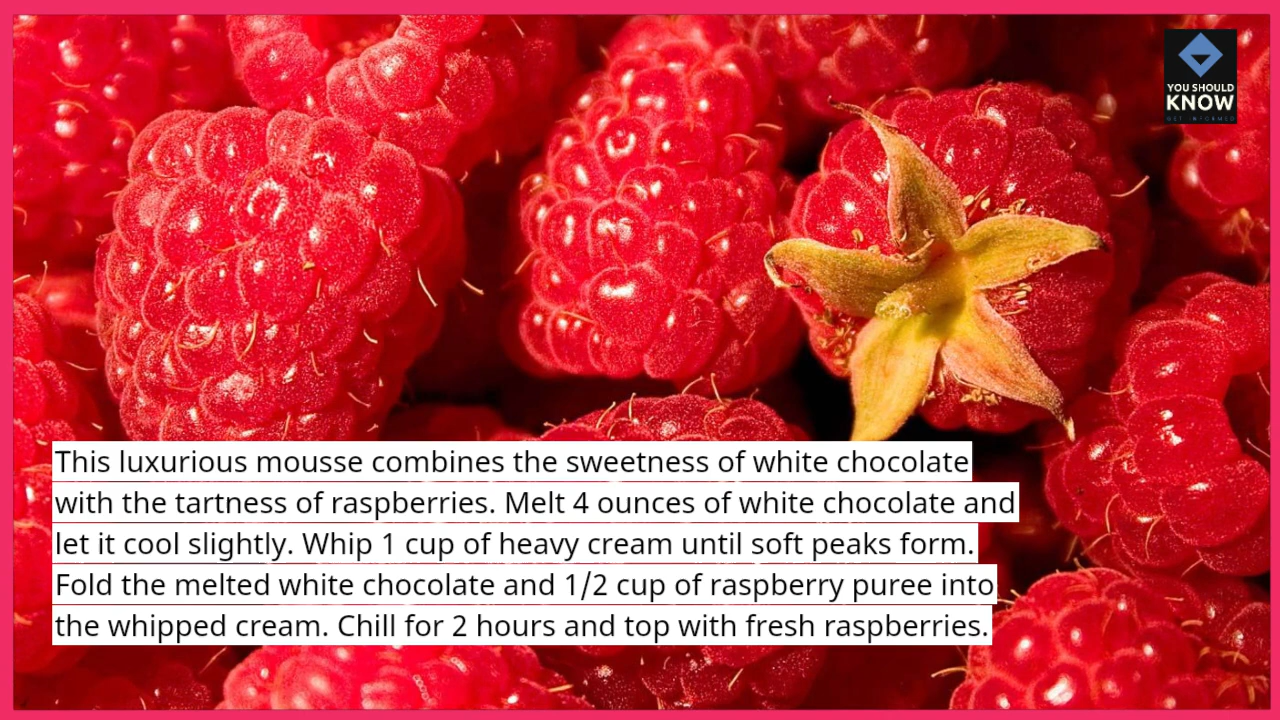 YOU SHOULD
KNOW
GET INFORMED
This luxurious mousse combines the sweetness of white chocolate
with the tartness of raspberries. Melt 4 ounces of white chocolate and
let it cool slightly. Whip 1 cup of heavy cream until soft peaks form.
Fold the melted white chocolate and 1/2 cup of raspberry puree into
the whipped cream. Chill for 2 hours and top with fresh raspberries.